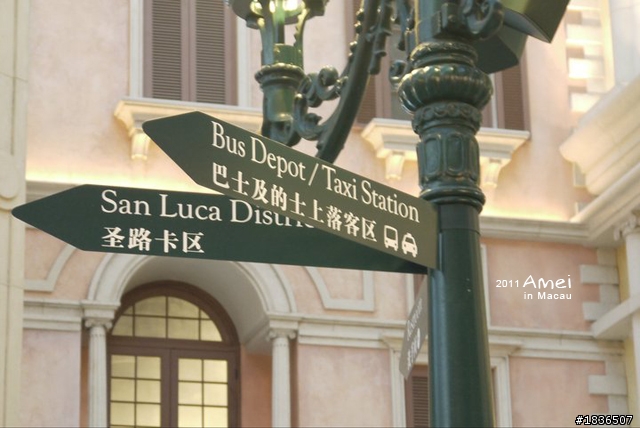 Bus Depot / Taxi Station
巴士及的士上落客区
San Luca Distri
圣路卡区
2011 Amei
in Macau
#1836507